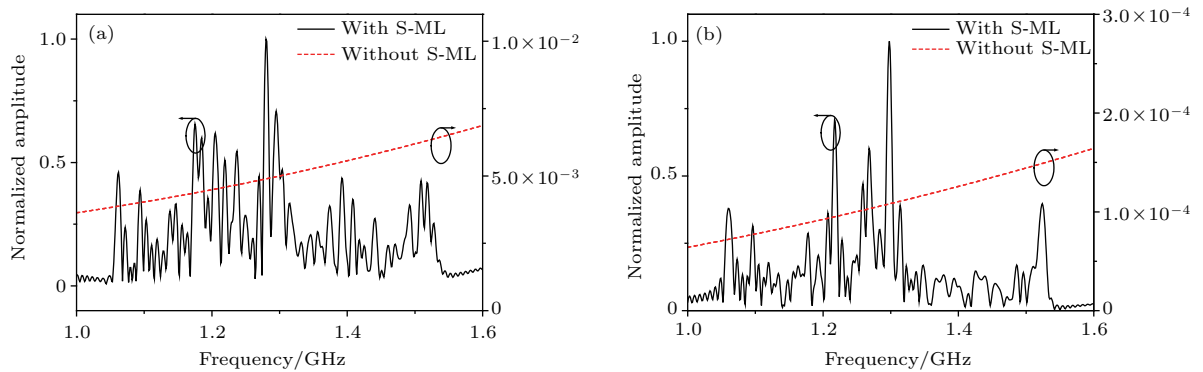 (a)
With S-ML
Without S-ML
Normalized amplitude
1.0
0.5
0
1.0×10⁻²
5.0×10⁻³
0
1.0 1.2 1.4 1.6
Frequency/GHz
(b)
With S-ML
Without S-ML
Normalized amplitude
1.0
0.5
0
3.0×10⁻⁴
2.0×10⁻⁴
1.0×10⁻⁴
0
1.0 1.2 1.4 1.6
Frequency/GHz